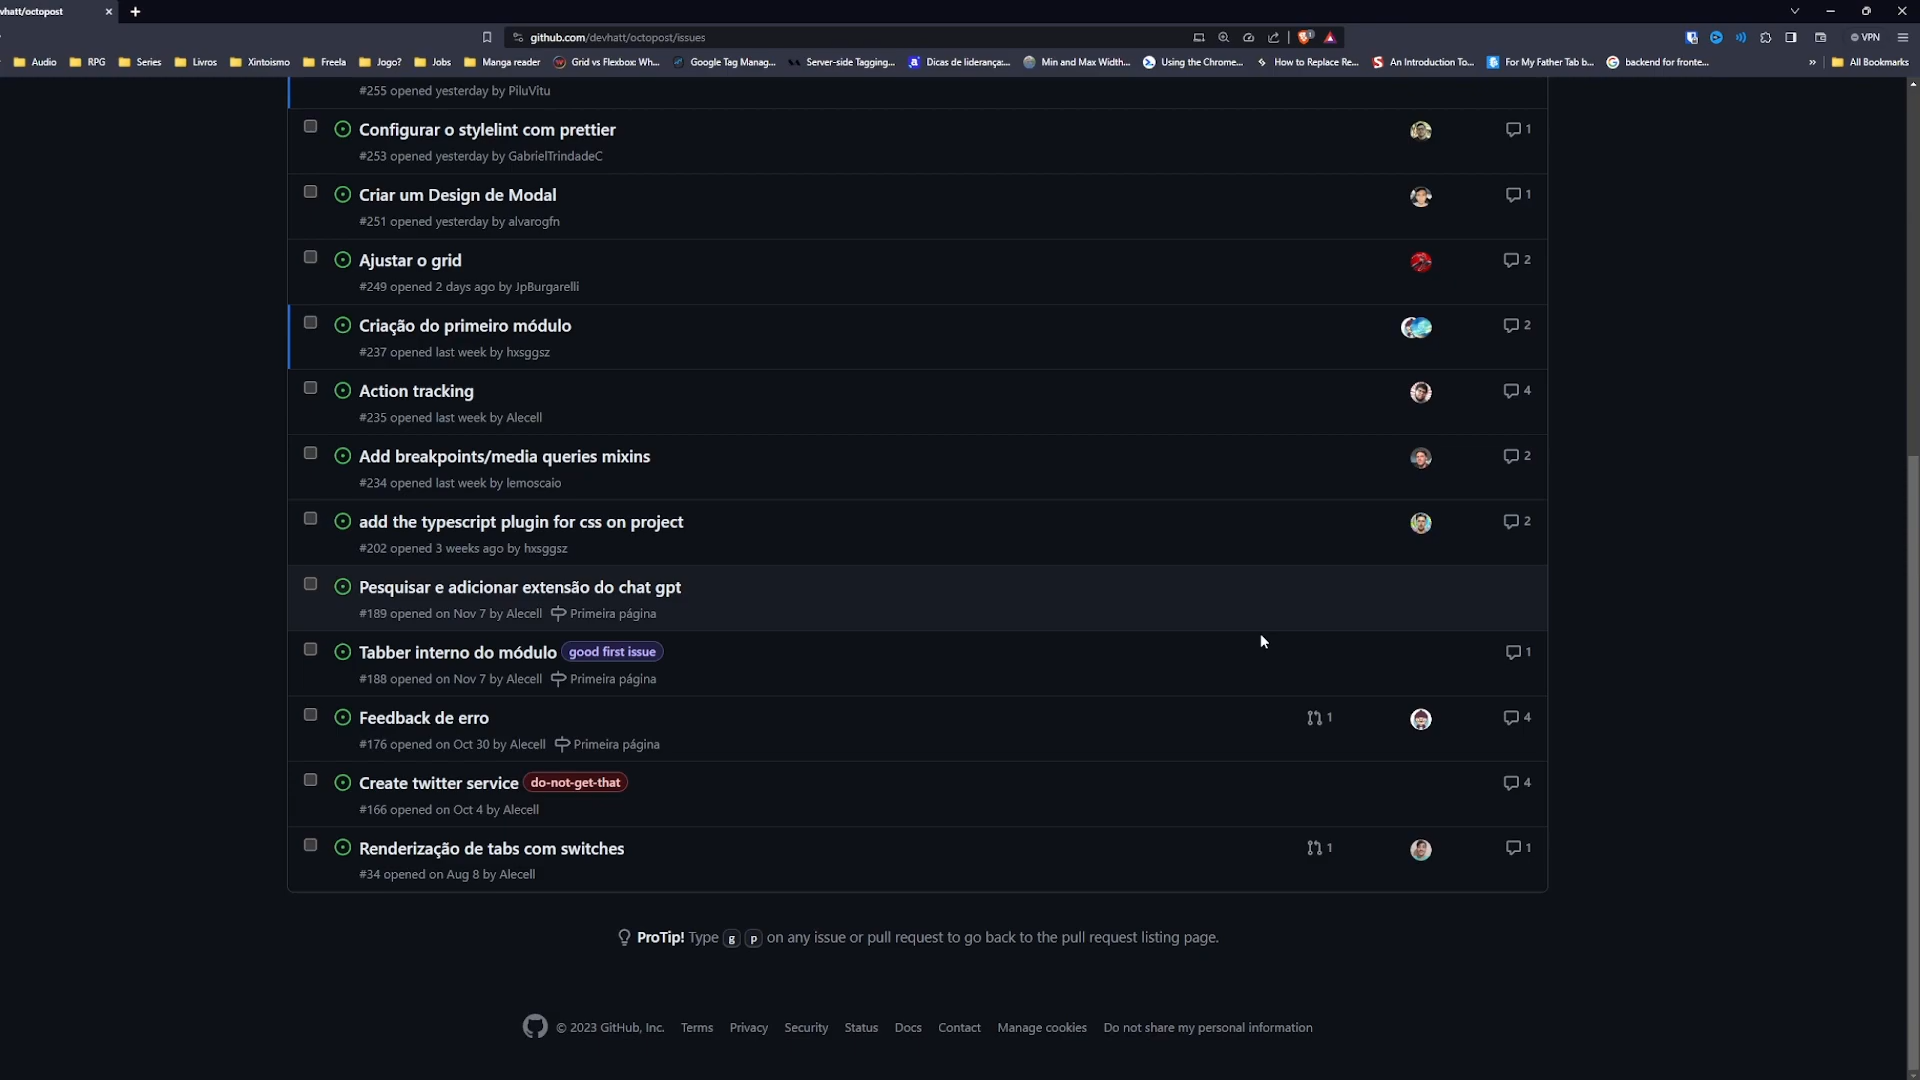 vhatt/octopost
github.com/devhatt/octopost/issues
VPN
Audio RPG Series Livros Xintoismo Freela Jogo? Jobs Manga reader Grid vs Flexbox: Wh... Google Tag Manag... Server-side Tagging... Dicas de liderança:... Min and Max Width... Using the Chrome... How to Replace Re... An Introduction To... For My Father Tab b... backend for fronte... » All Bookmarks
#255 opened yesterday by PiluVitu
Configurar o stylelint com prettier 1
#253 opened yesterday by GabrielTrindadeC
Criar um Design de Modal 1
#251 opened yesterday by alvarogfn
Ajustar o grid 2
#249 opened 2 days ago by JpBurgarelli
Criação do primeiro módulo 2
#237 opened last week by hxsggsz
Action tracking 4
#235 opened last week by Alecell
Add breakpoints/media queries mixins 2
#234 opened last week by lemoscaio
add the typescript plugin for css on project 2
#202 opened 3 weeks ago by hxsggsz
Pesquisar e adicionar extensão do chat gpt
#189 opened on Nov 7 by Alecell Primeira página
Tabber interno do módulo good first issue 1
#188 opened on Nov 7 by Alecell Primeira página
Feedback de erro 1 4
#176 opened on Oct 30 by Alecell Primeira página
Create twitter service do-not-get-that 4
#166 opened on Oct 4 by Alecell
Renderização de tabs com switches 1 1
#34 opened on Aug 8 by Alecell
ProTip! Type g p on any issue or pull request to go back to the pull request listing page.
© 2023 GitHub, Inc. Terms Privacy Security Status Docs Contact Manage cookies Do not share my personal information